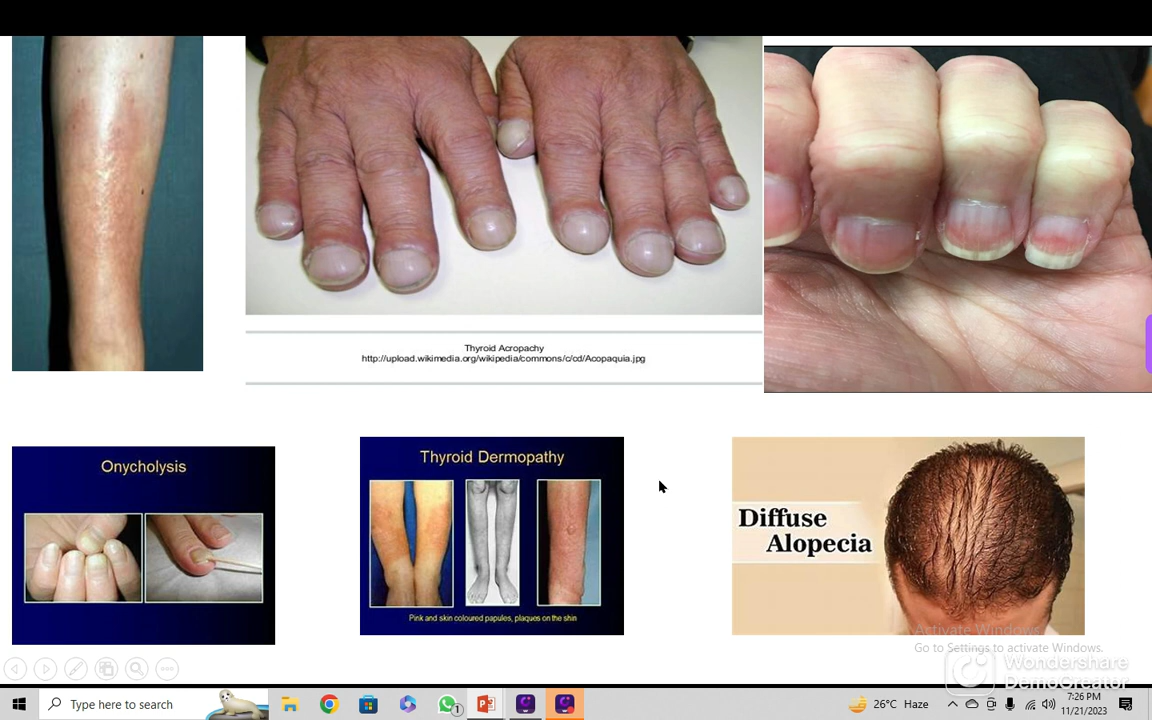 Thyroid Acropachy
http://upload.wikimedia.org/wikipedia/commons/c/cd/Acopaquia.jpg
Onycholysis
Thyroid Dermopathy
Pink and skin coloured papules, plaques on the shin
Diffuse
Alopecia
Activate Windows
Go to Settings to activate Windows.
Wondershare
DemoCreator
Type here to search
1
26°C Haze
7:26 PM
11/21/2023